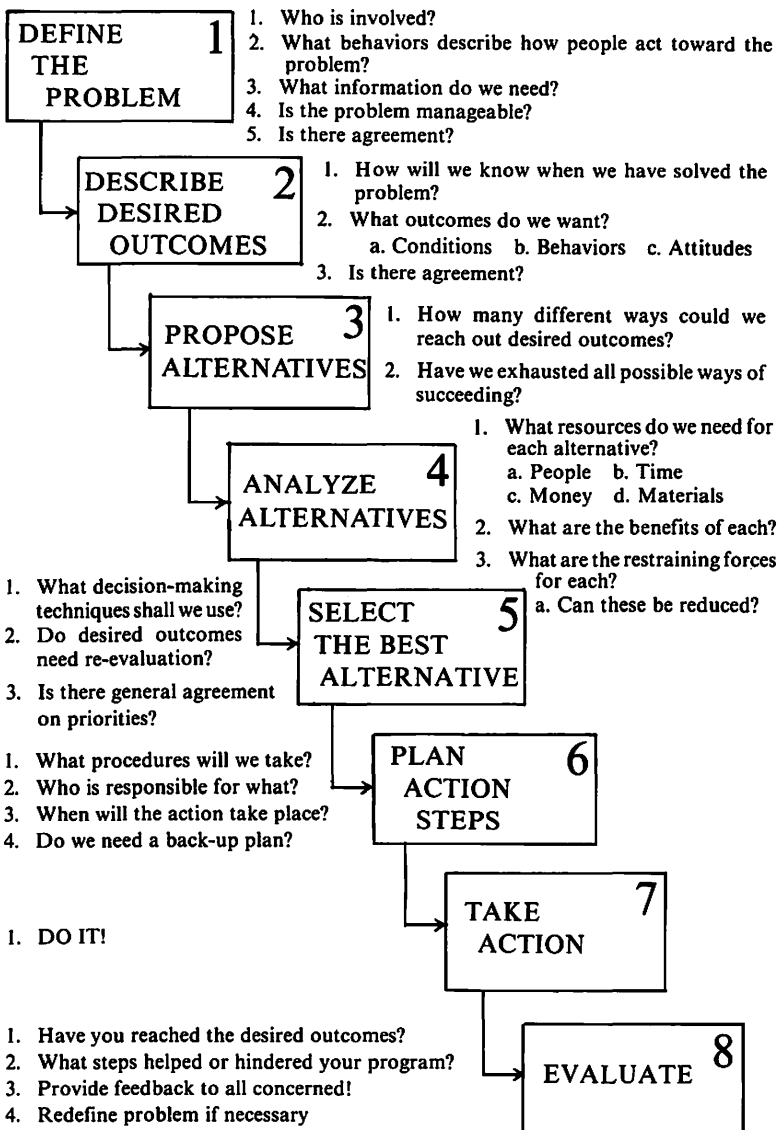 DEFINE 1
THE
PROBLEM
1. Who is involved?
2. What behaviors describe how people act toward the
problem?
3. What information do we need?
4. Is the problem manageable?
5. Is there agreement?
DESCRIBE 2
DESIRED
OUTCOMES
1. How will we know when we have solved the
problem?
2. What outcomes do we want?
a. Conditions b. Behaviors c. Attitudes
3. Is there agreement?
PROPOSE 3
ALTERNATIVES
1. How many different ways could we
reach out desired outcomes?
2. Have we exhausted all possible ways of
succeeding?
ANALYZE 4
ALTERNATIVES
1. What resources do we need for
each alternative?
a. People b. Time
c. Money d. Materials
2. What are the benefits of each?
3. What are the restraining forces
for each?
a. Can these be reduced?
1. What decision-making
techniques shall we use?
2. Do desired outcomes
need re-evaluation?
3. Is there general agreement
on priorities?
SELECT 5
THE BEST
ALTERNATIVE
1. What procedures will we take?
2. Who is responsible for what?
3. When will the action take place?
4. Do we need a back-up plan?
PLAN 6
ACTION
STEPS
1. DO IT!
TAKE 7
ACTION
1. Have you reached the desired outcomes?
2. What steps helped or hindered your program?
3. Provide feedback to all concerned!
4. Redefine problem if necessary
EVALUATE 8